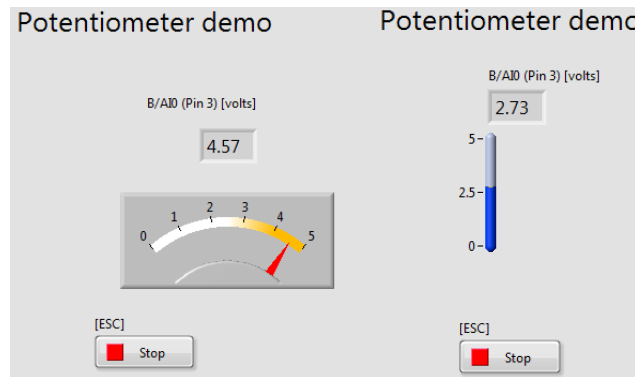 Potentiometer demo
B/AI0 (Pin 3) [volts]
4.57
0 1 2 3 4 5
[ESC]
Stop
Potentiometer demo
B/AI0 (Pin 3) [volts]
2.73
5
2.5
0
[ESC]
Stop